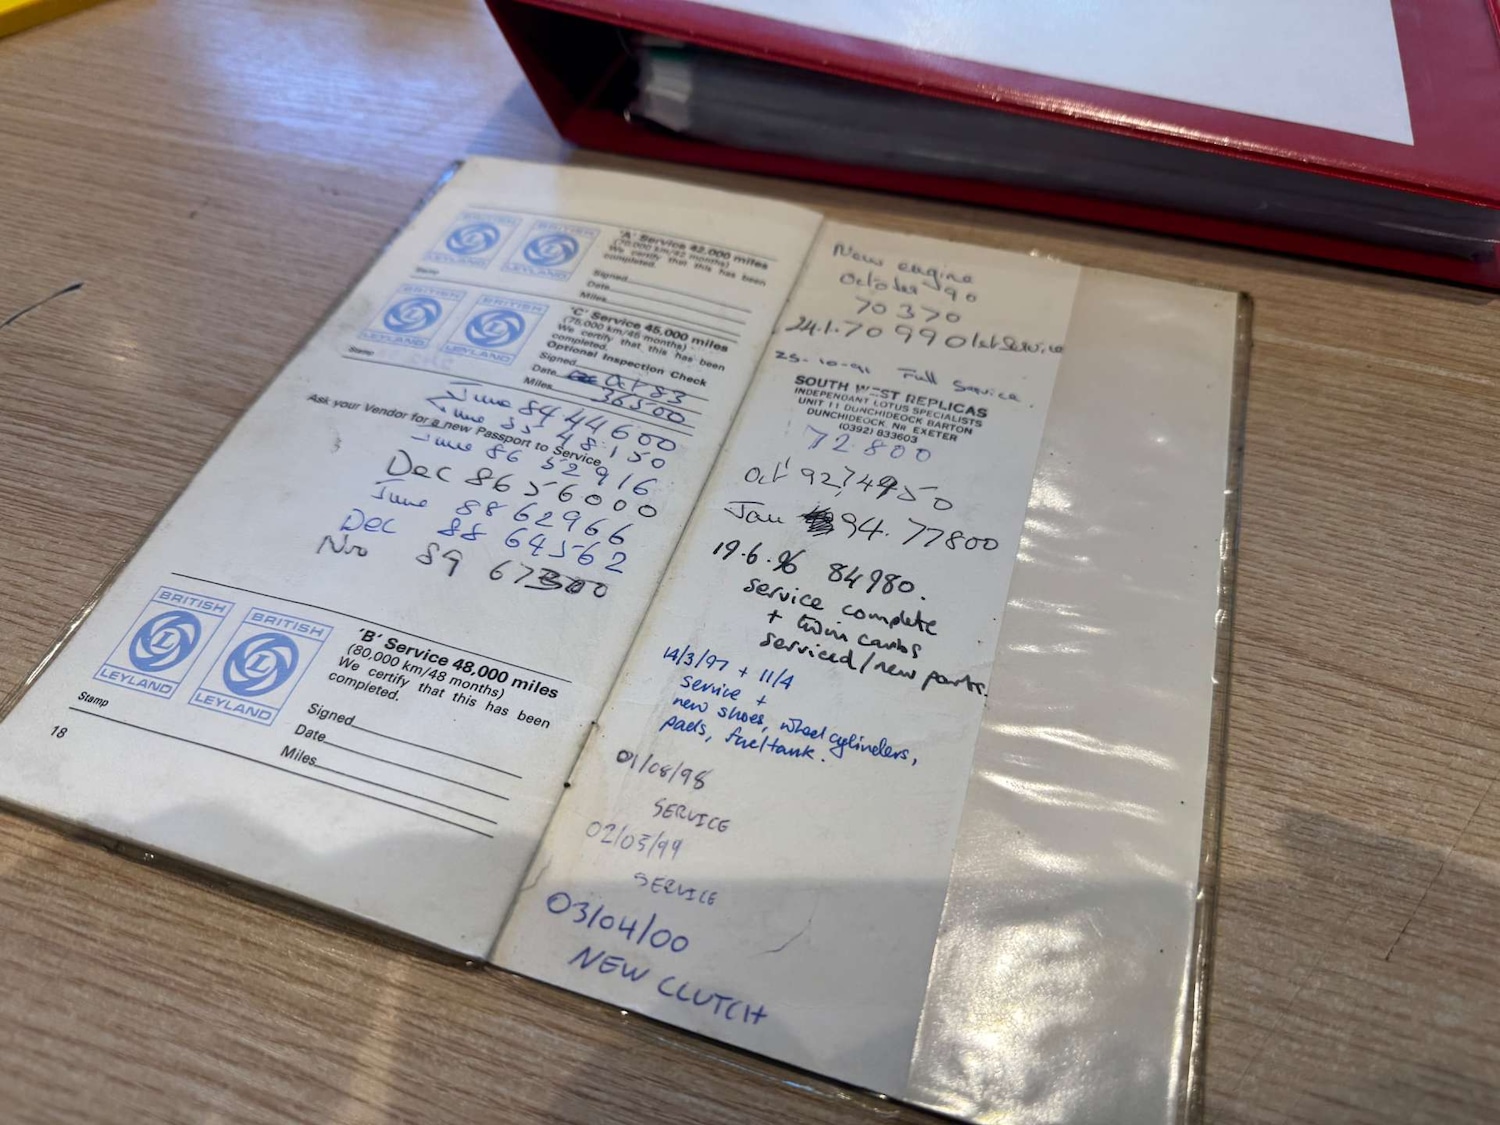 BRITISH
LEYLAND
BRITISH
LEYLAND
'A' Service 42,000 miles
(70,000 km/42 months)
We certify that this has been
completed.
Signed
Date
Miles
Stamp
BRITISH
LEYLAND
BRITISH
LEYLAND
'C' Service 45,000 miles
(75,000 km/45 months)
We certify that this has been
completed.
Optional Inspection Check
Signed
Date Oct 83
Miles 36500
Stamp
June 84 44600
Ask your Vendor for a new Passport to Service
June 85 48,150
June 86 52916
Dec 86 56000
June 88 62966
Dec 88 64562
Nov 89 67300
BRITISH
L
LEYLAND
BRITISH
L
LEYLAND
'B' Service 48,000 miles
(80,000 km/48 months)
We certify that this has been
completed.
Signed
Date
Miles
Stamp
18
New engine
October 90
70370
24.1. 70990 1st Service
25-10-91 Full Service.
SOUTH WEST REPLICAS
INDEPENDANT LOTUS SPECIALISTS
UNIT 11 DUNCHIDEOCK BARTON
DUNCHIDEOCK, NR EXETER
(0392) 833603
72.800
Oct 92, 74950
Jan 94. 77800
19.6.96 84980.
service complete
+ twin carbs
serviced/new parts.
14/3/97 + 11/4
service +
new shoes, wheel cylinders,
pads, fuel tank.
01/08/98
SERVICE
02/03/99
SERVICE
03/04/00
NEW CLUTCH